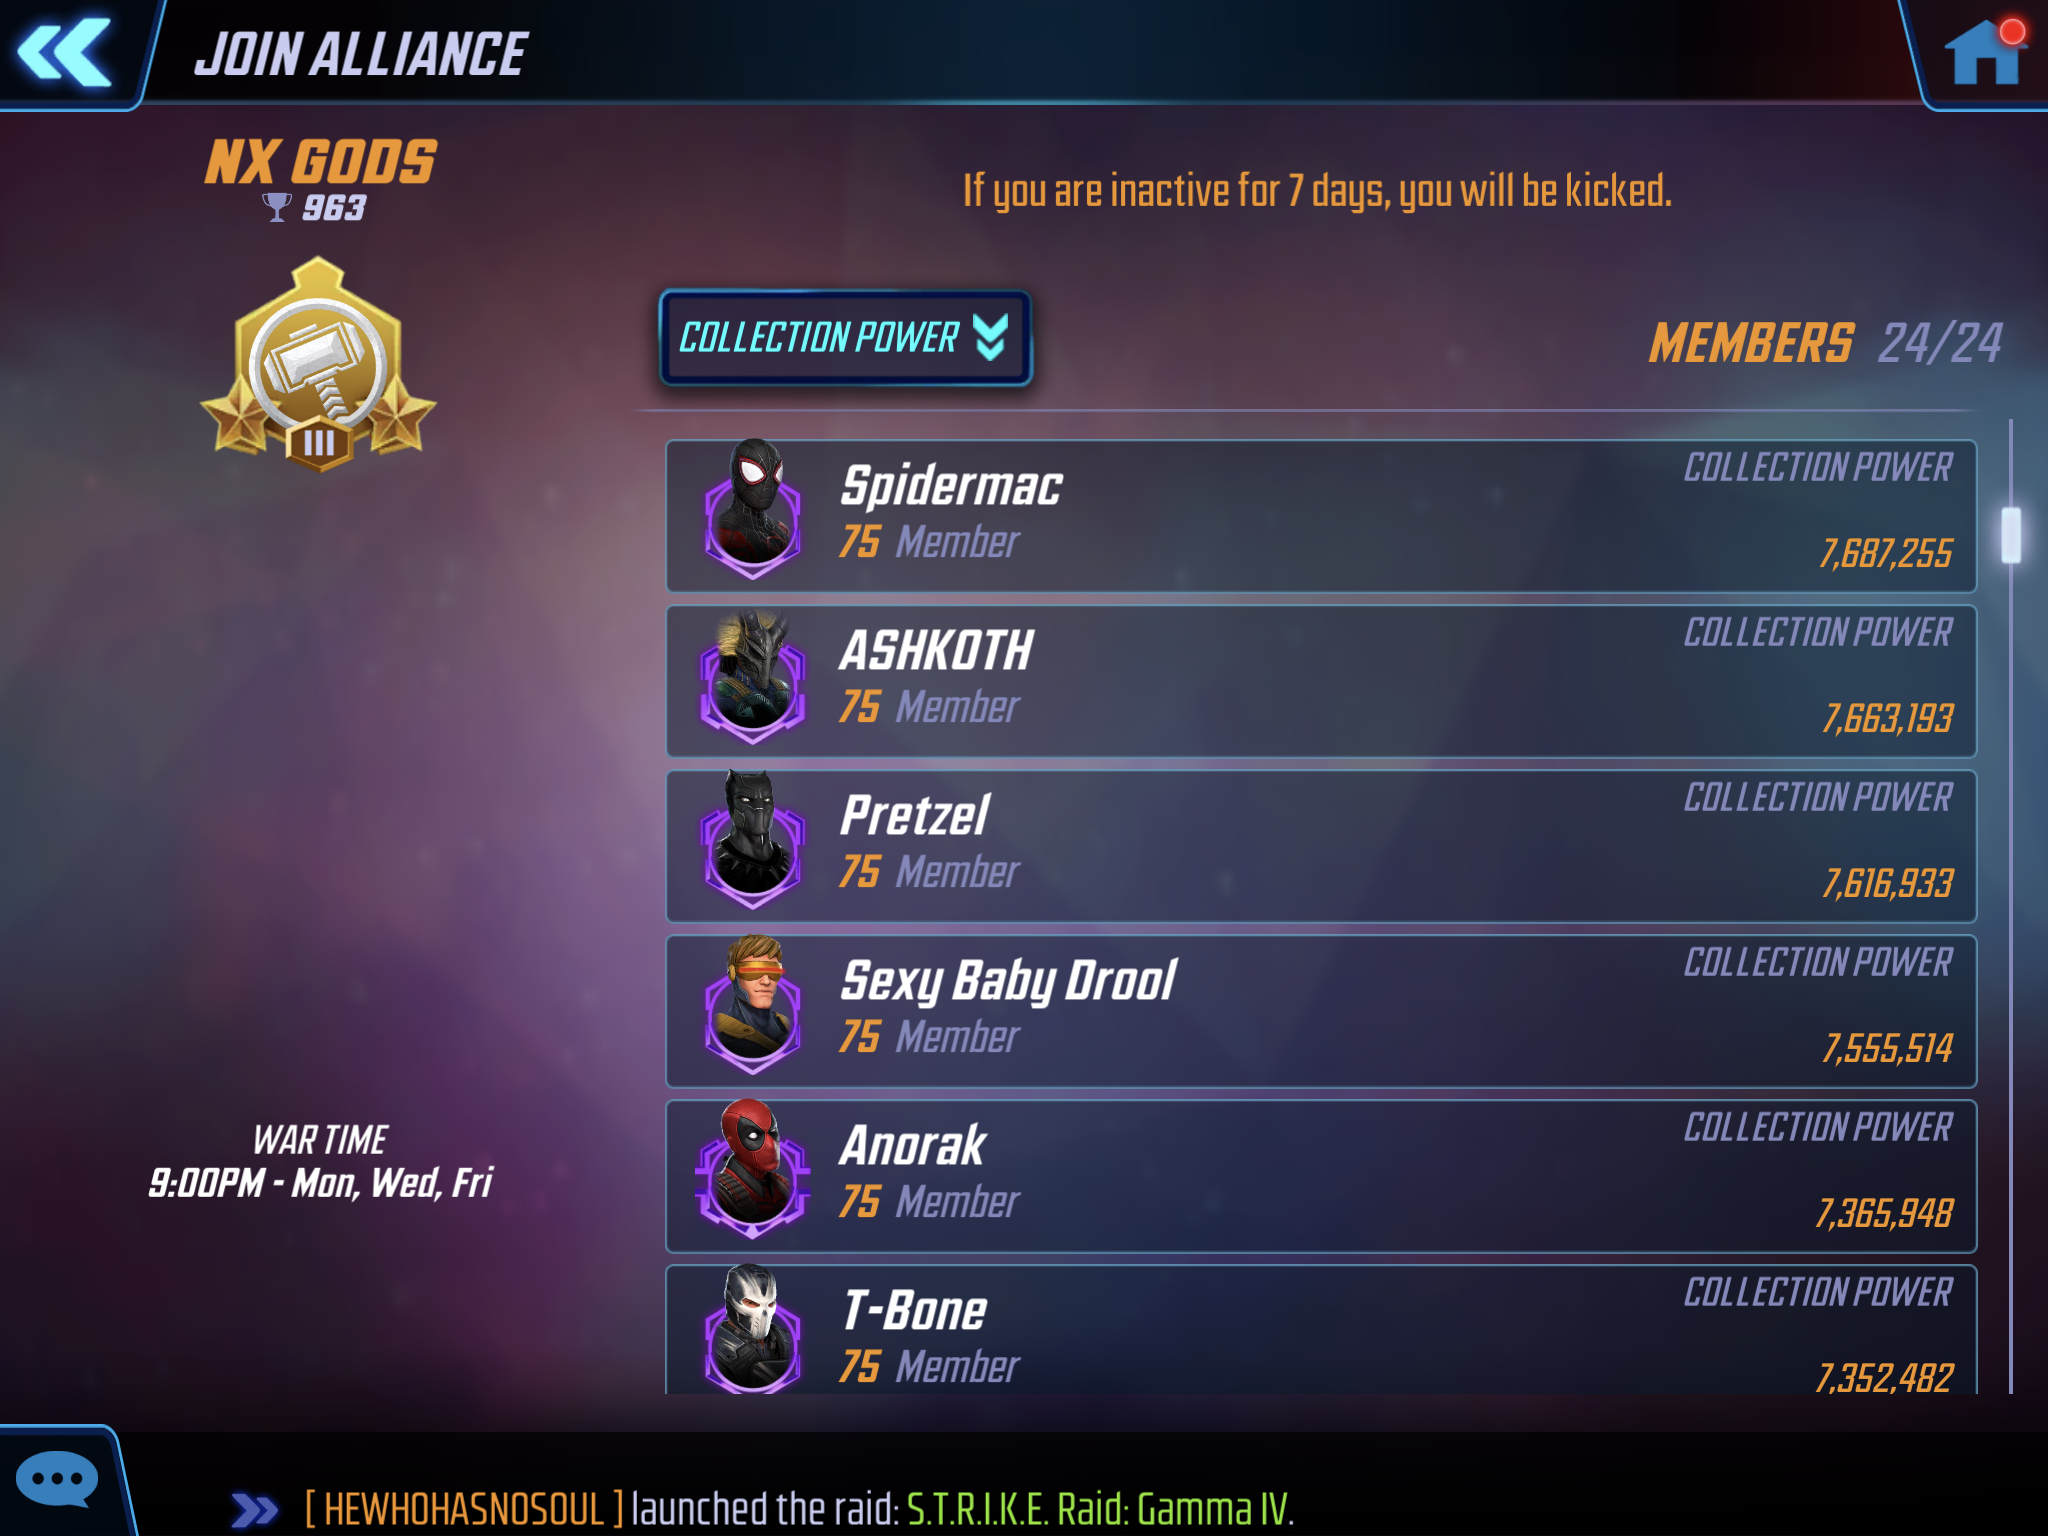 JOIN ALLIANCE
NX GODS
963
III
WAR TIME
9:00PM - Mon, Wed, Fri
If you are inactive for 7 days, you will be kicked.
COLLECTION POWER
MEMBERS 24/24
Spidermac
75 Member
COLLECTION POWER
7,687,255
ASHKOTH
75 Member
COLLECTION POWER
7,663,193
Pretzel
75 Member
COLLECTION POWER
7,616,933
Sexy Baby Drool
75 Member
COLLECTION POWER
7,555,514
Anorak
75 Member
COLLECTION POWER
7,365,948
T-Bone
75 Member
COLLECTION POWER
7,352,482
[ HEWHOHASNOSOUL ] launched the raid: S.T.R.I.K.E. Raid: Gamma IV.